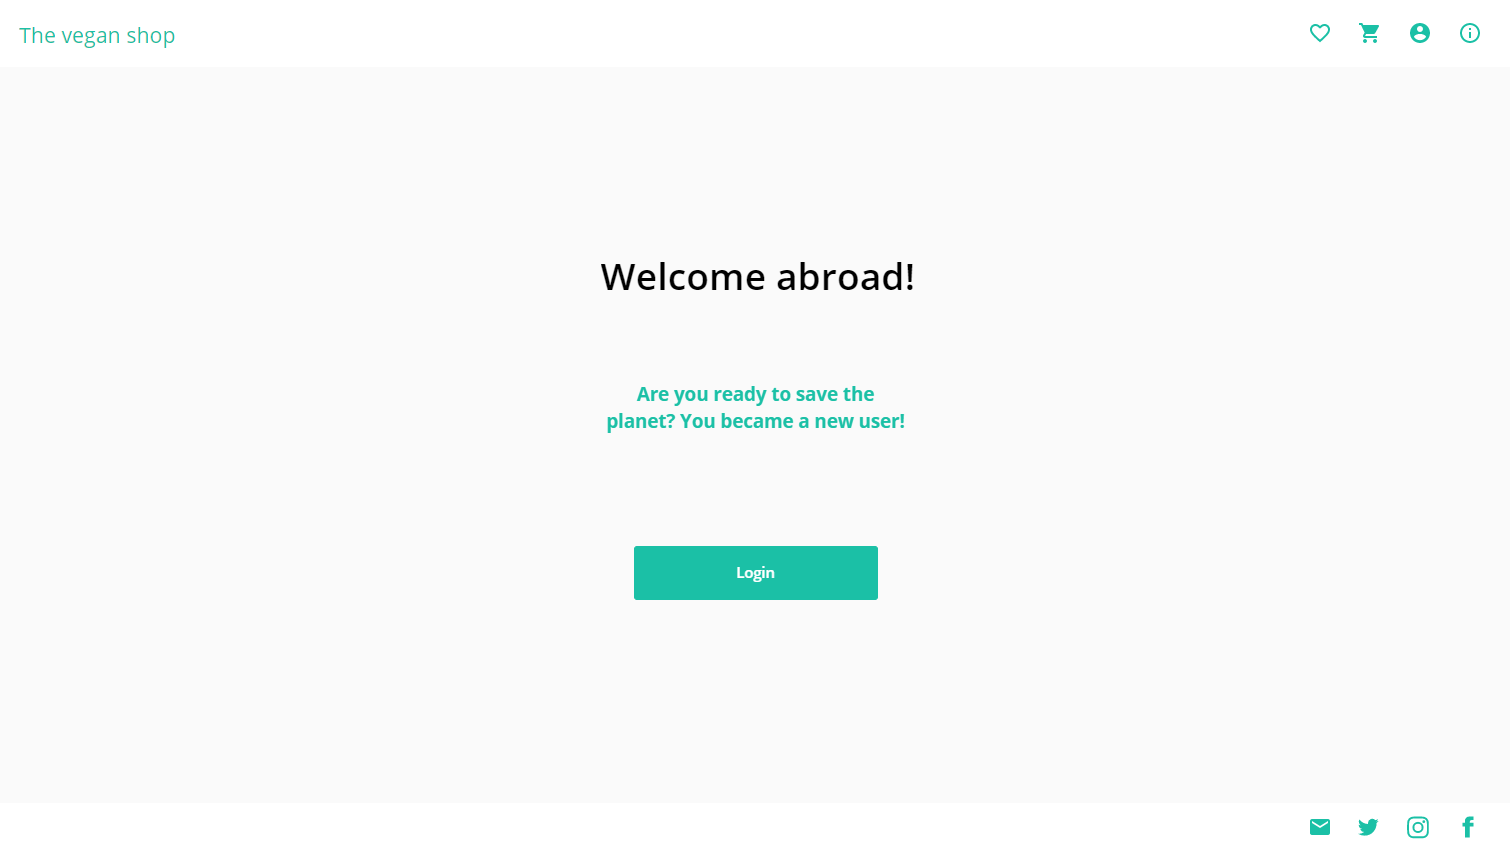 The vegan shop
Welcome abroad!
Are you ready to save the
planet? You became a new user!
Login